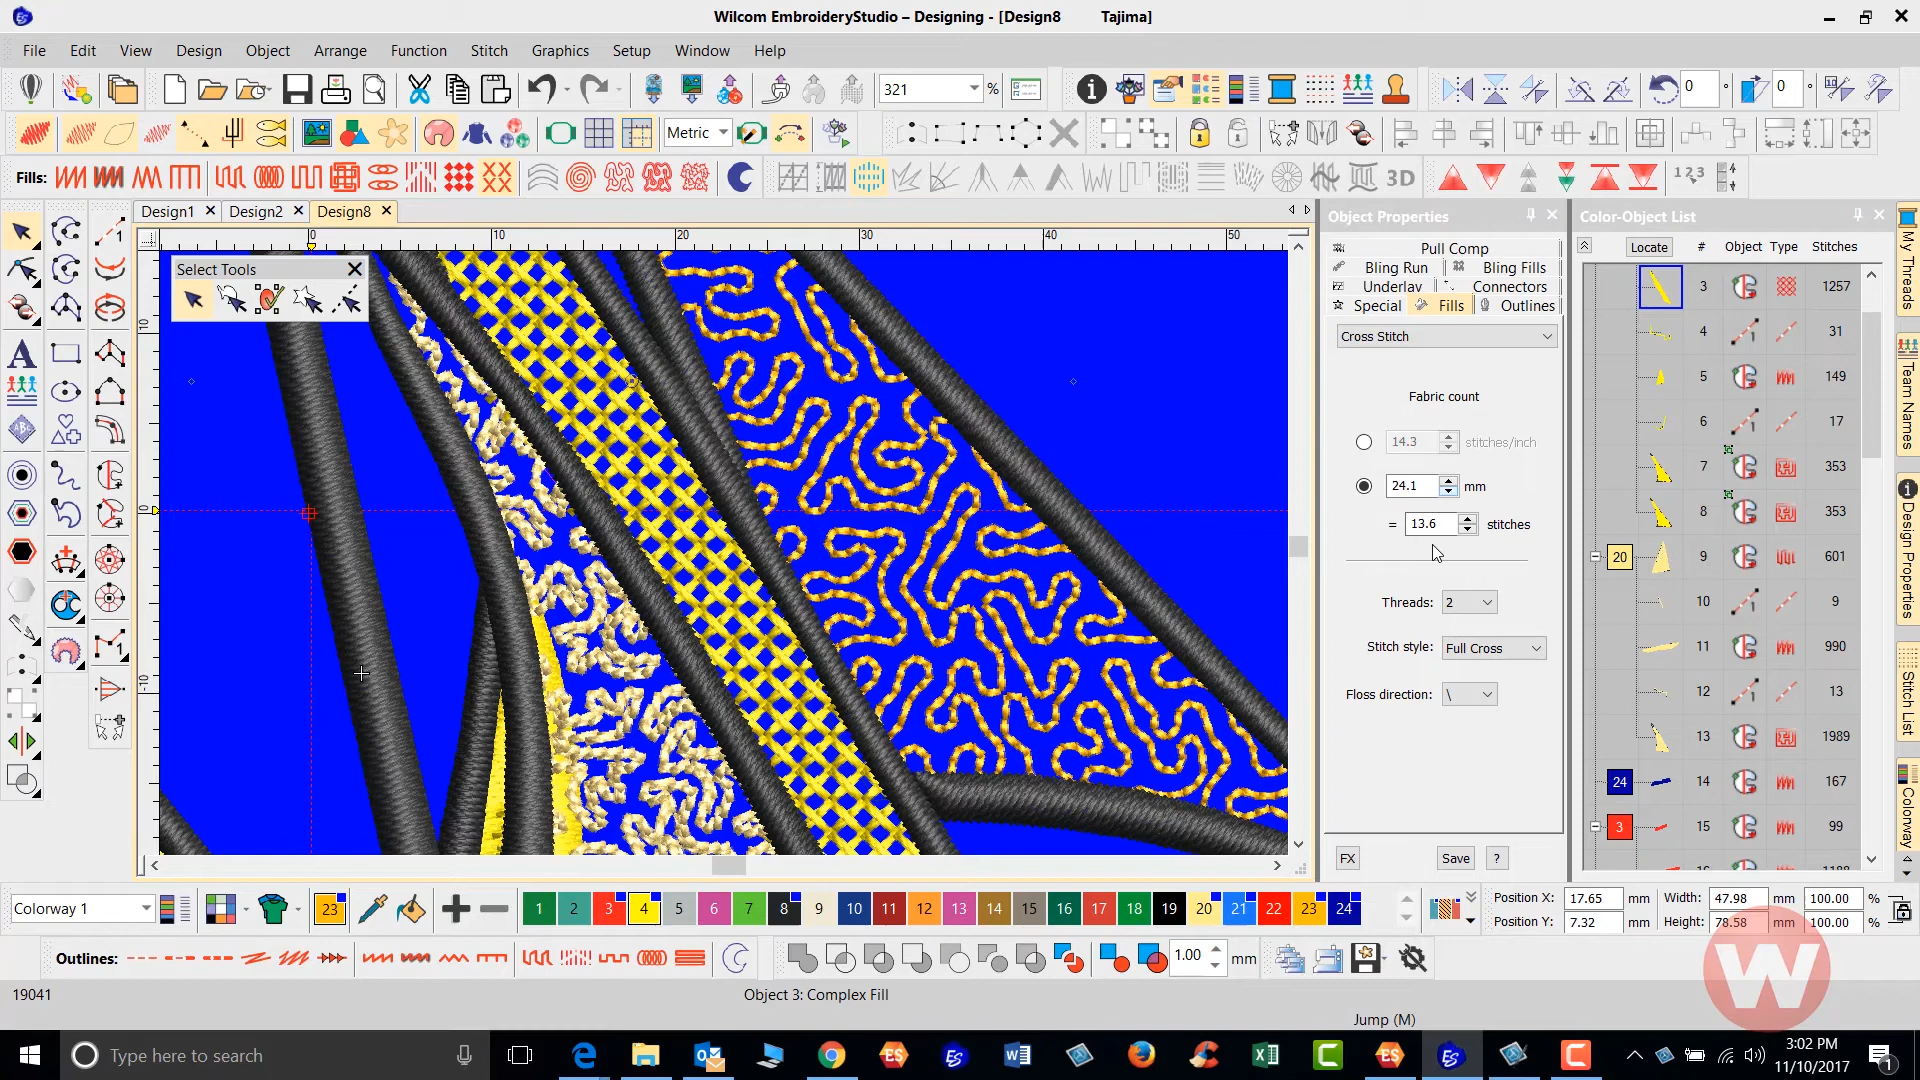 Wilcom EmbroideryStudio – Designing - [Design8      Tajima]
File Edit View Design Object Arrange Function Stitch Graphics Setup Window Help
321 %
0 ° 0 °
Metric
Fills: 3D 1 2 3
Design1 Design2 Design8
Select Tools
0 10 20 30 40 50
10
0
-10
Object Properties
Pull Comp
Bling Run Bling Fills
Underlay Connectors
Special Fills Outlines
Cross Stitch
Fabric count
14.3 stitches/inch
24.1 mm
= 13.6 stitches
Threads: 2
Stitch style: Full Cross
Floss direction: \
FX Save ?
Color-Object List
Locate # Object Type Stitches
3 1257
4 31
5 149
6 17
7 353
8 353
20 9 601
10 9
11 990
12 13
13 1989
24 14 167
3 15 99
My Threads
Team Names
Design Properties
Stitch List
Colorway
Colorway 1
23
1 2 3 4 5 6 7 8 9 10 11 12 13 14 15 16 17 18 19 20 21 22 23 24
Position X: 17.65 mm Width: 47.98 mm 100.00 %
Position Y: 7.32 mm Height: 78.58 mm 100.00 %
Outlines:
1.00 mm
W
19041
Object 3: Complex Fill
Jump (M)
Type here to search
3:02 PM
11/10/2017
1